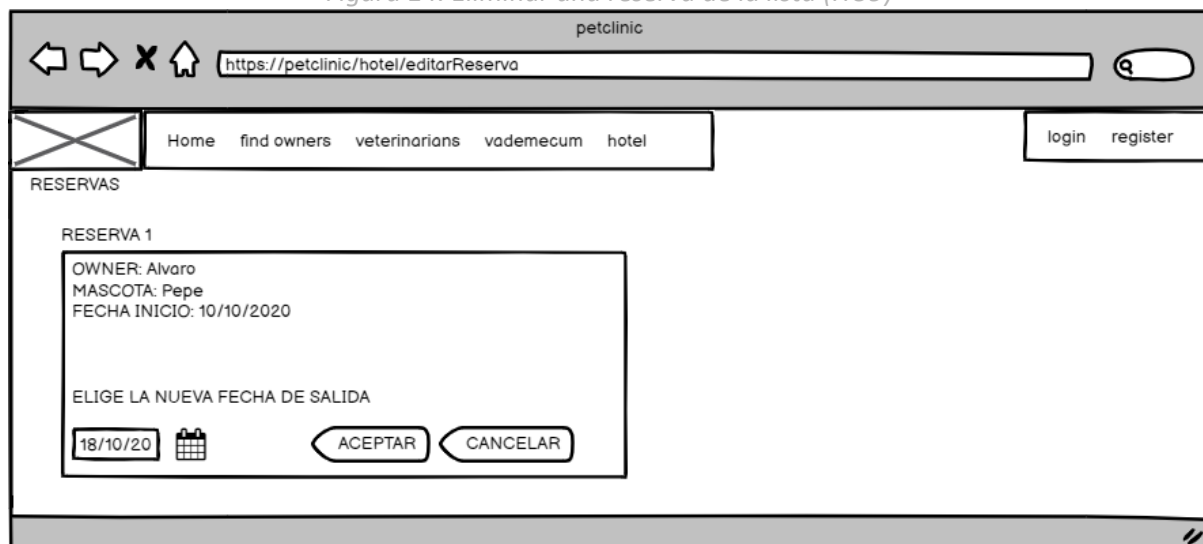 petclinic
https://petclinic/hotel/editarReserva
Home find owners veterinarians vademecum hotel
login register
RESERVAS
RESERVA 1
OWNER: Alvaro
MASCOTA: Pepe
FECHA INICIO: 10/10/2020
ELIGE LA NUEVA FECHA DE SALIDA
18/10/20 ACEPTAR CANCELAR